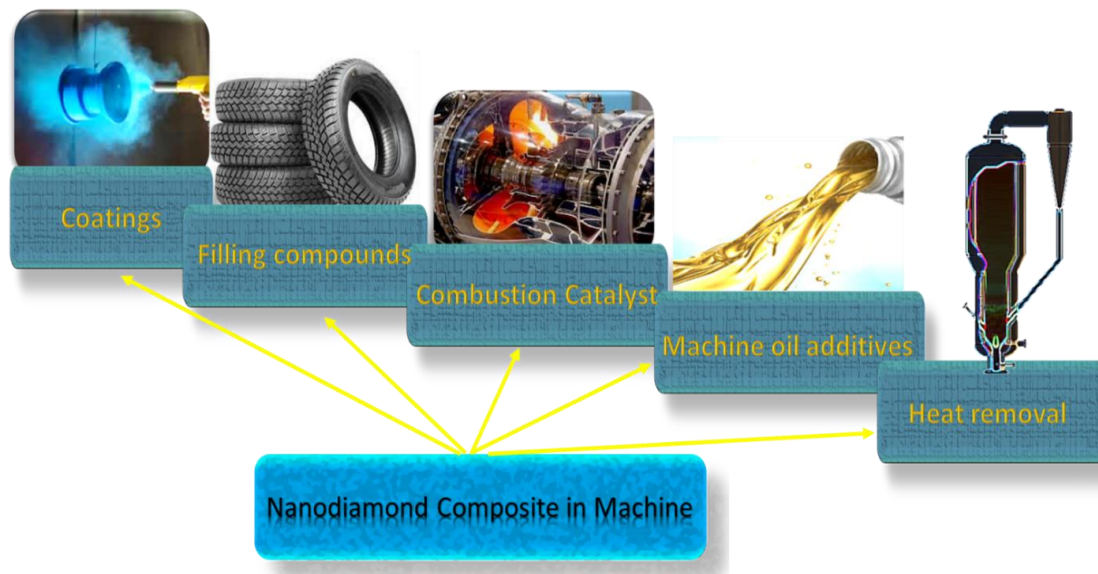 Coatings
Filling compounds
Combustion Catalyst
Machine oil additives
Heat removal
Nanodiamond Composite in Machine